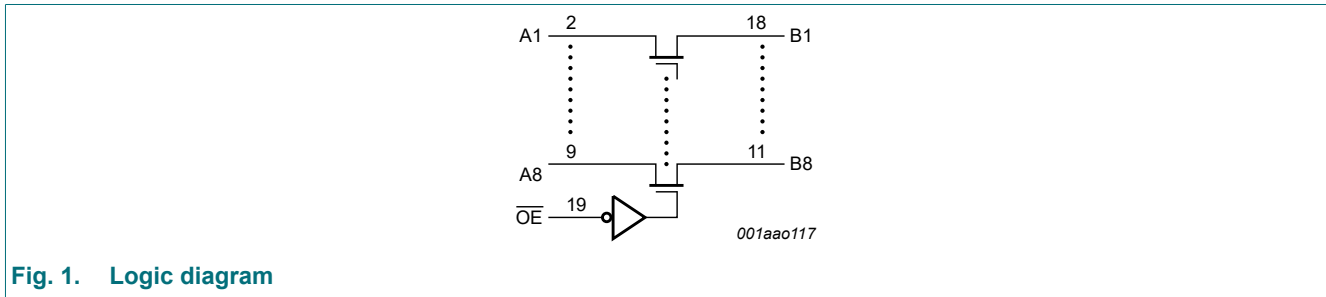 A1 2 18 B1
A8 9 11 B8
OE 19
001aao117
Fig. 1. Logic diagram